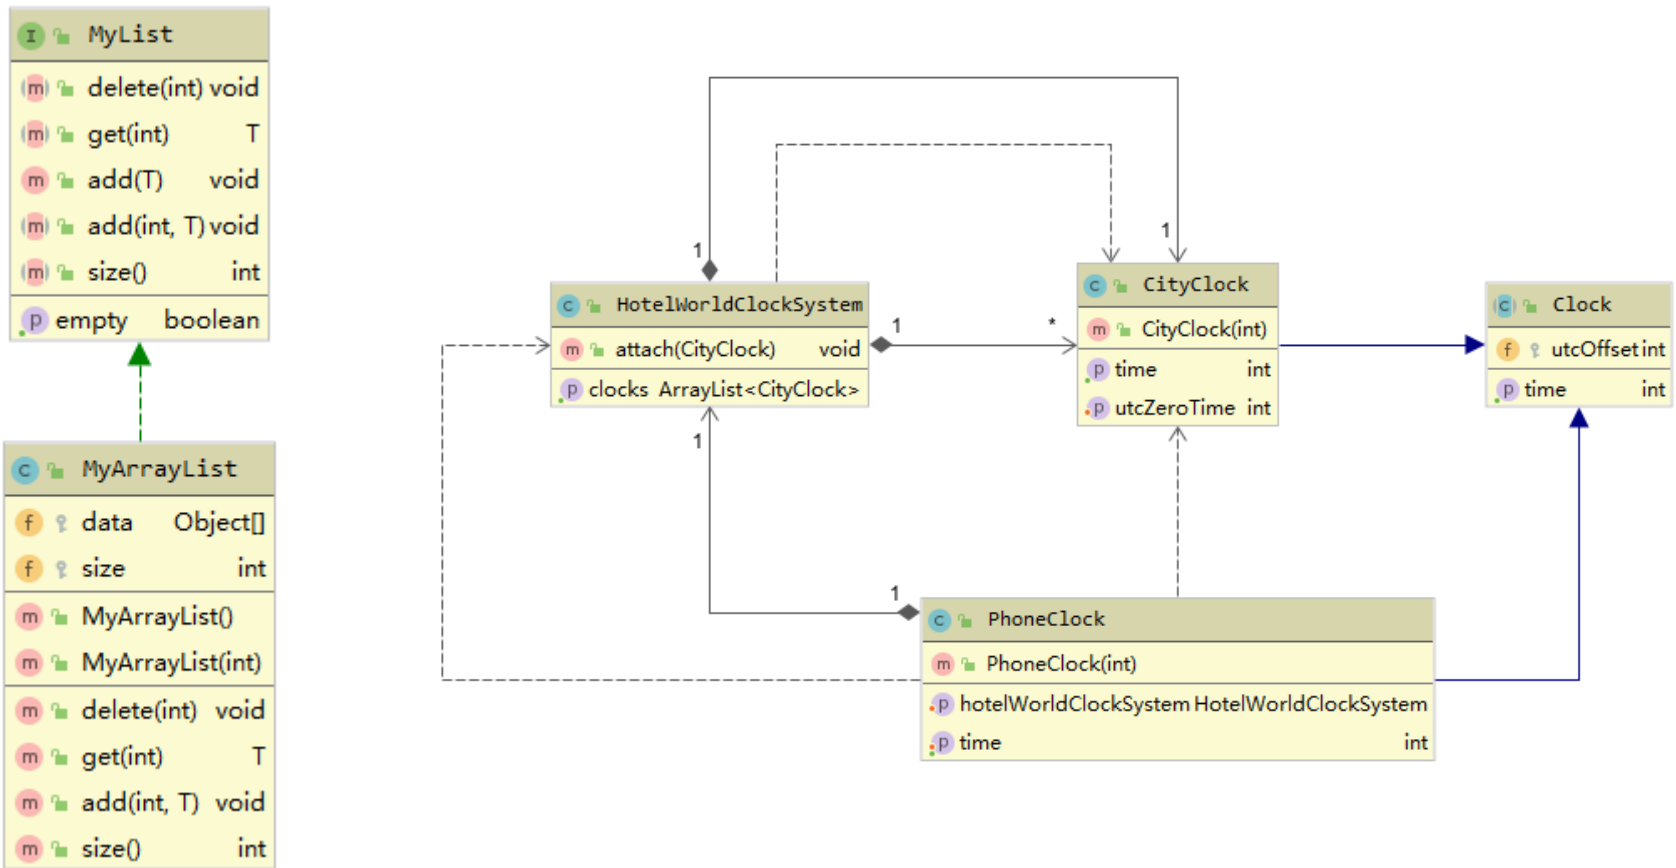 I MyList
m delete(int) void
m get(int) T
m add(T) void
m add(int, T) void
m size() int
p empty boolean
C MyArrayList
f data Object[]
f size int
m MyArrayList()
m MyArrayList(int)
m delete(int) void
m get(int) T
m add(int, T) void
m size() int
1
1
C HotelWorldClockSystem
m attach(CityClock) void
p clocks ArrayList<CityClock>
1
*
C CityClock
m CityClock(int)
p time int
p utcZeroTime int
C Clock
f utcOffset int
p time int
1
1
C PhoneClock
m PhoneClock(int)
p hotelWorldClockSystem HotelWorldClockSystem
p time int